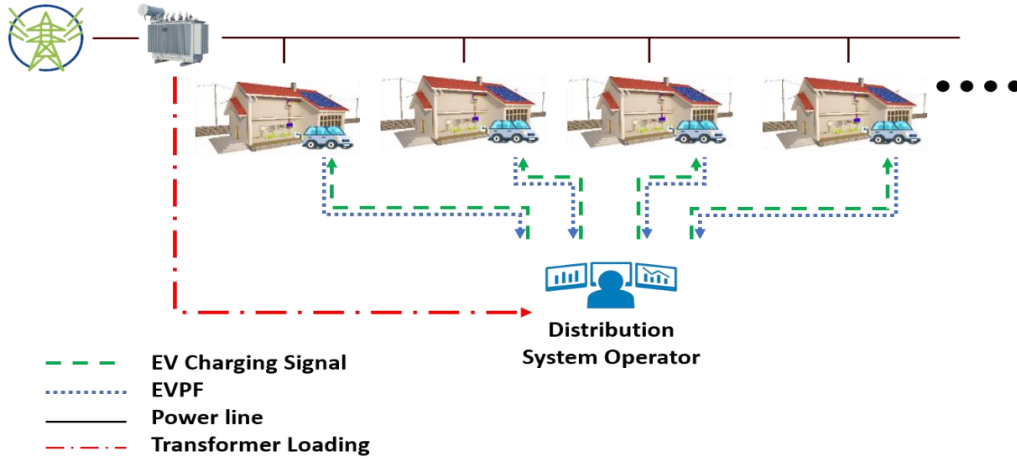 Distribution
System Operator
EV Charging Signal
EVPF
Power line
Transformer Loading